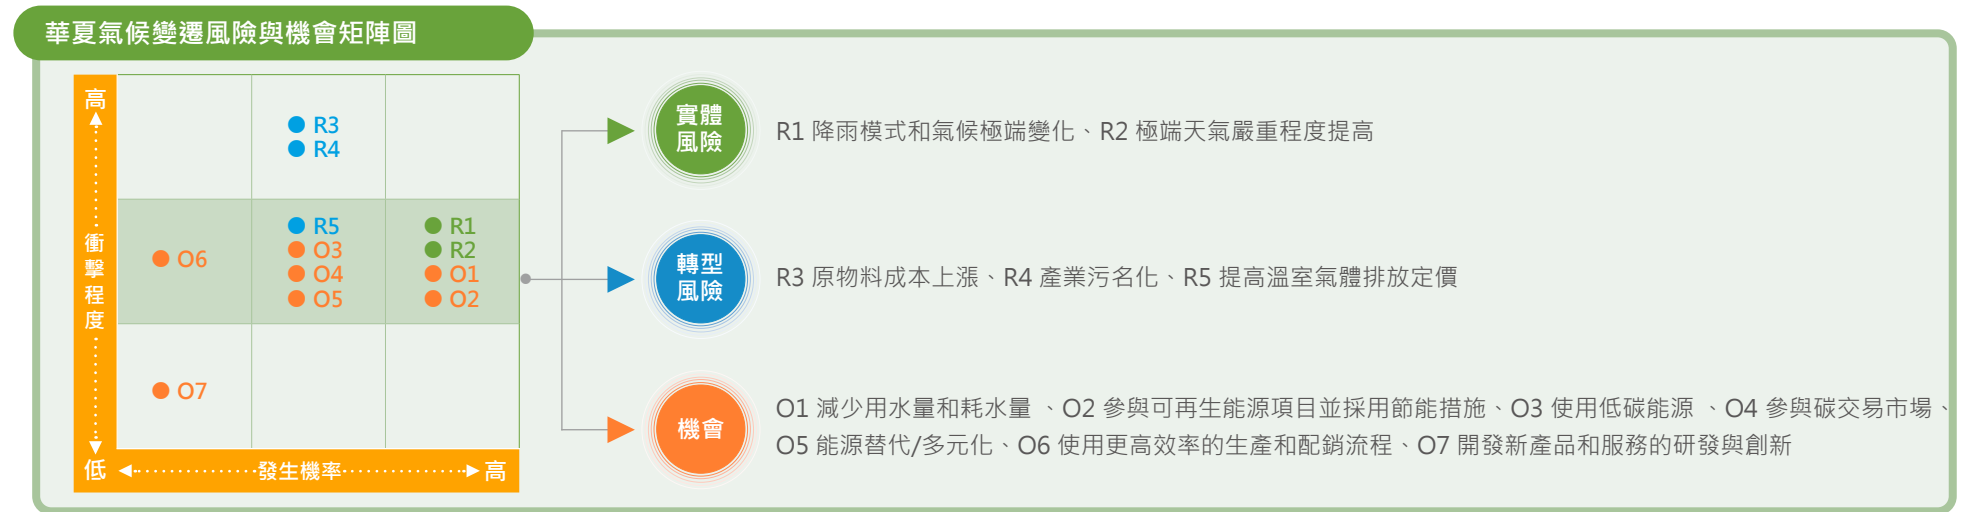 華夏氣候變遷風險與機會矩陣圖
高
衝擊程度
低
發生機率
高
R3
R4
O6
R5
O3
O4
O5
R1
R2
O1
O2
O7
實體
風險
R1 降雨模式和氣候極端變化、R2 極端天氣嚴重程度提高
轉型
風險
R3 原物料成本上漲、R4 產業污名化、R5 提高溫室氣體排放定價
機會
O1 減少用水量和耗水量 、O2 參與可再生能源項目並採用節能措施、O3 使用低碳能源 、O4 參與碳交易市場、
O5 能源替代/多元化、O6 使用更高效率的生產和配銷流程、O7 開發新產品和服務的研發與創新